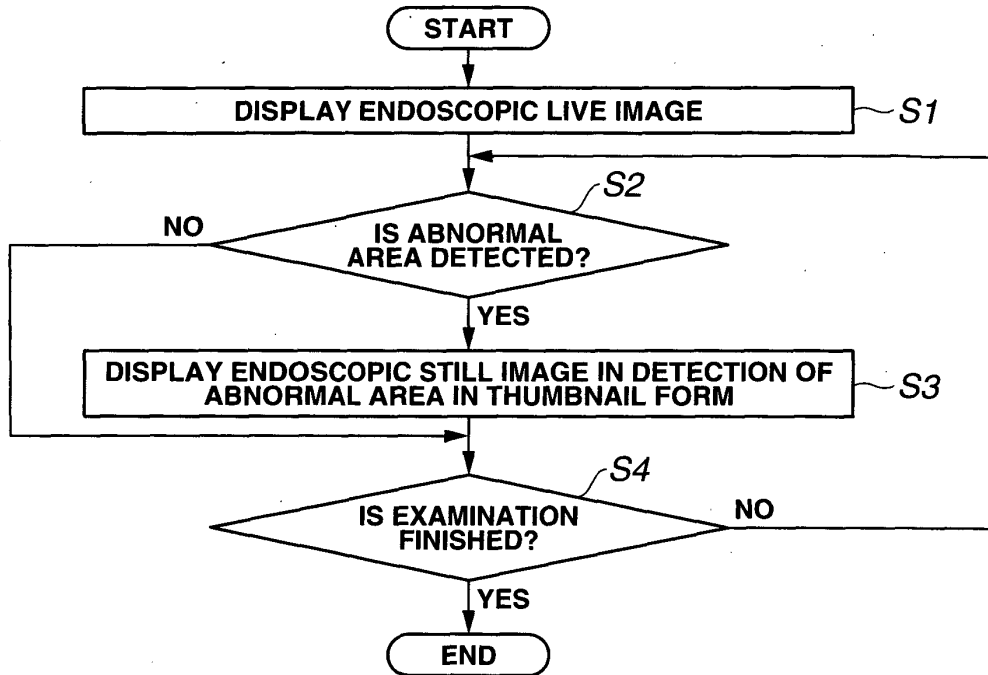 START
DISPLAY ENDOSCOPIC LIVE IMAGE
S1
S2
NO
IS ABNORMAL
AREA DETECTED?
YES
DISPLAY ENDOSCOPIC STILL IMAGE IN DETECTION OF
ABNORMAL AREA IN THUMBNAIL FORM
S3
S4
IS EXAMINATION
FINISHED?
NO
YES
END